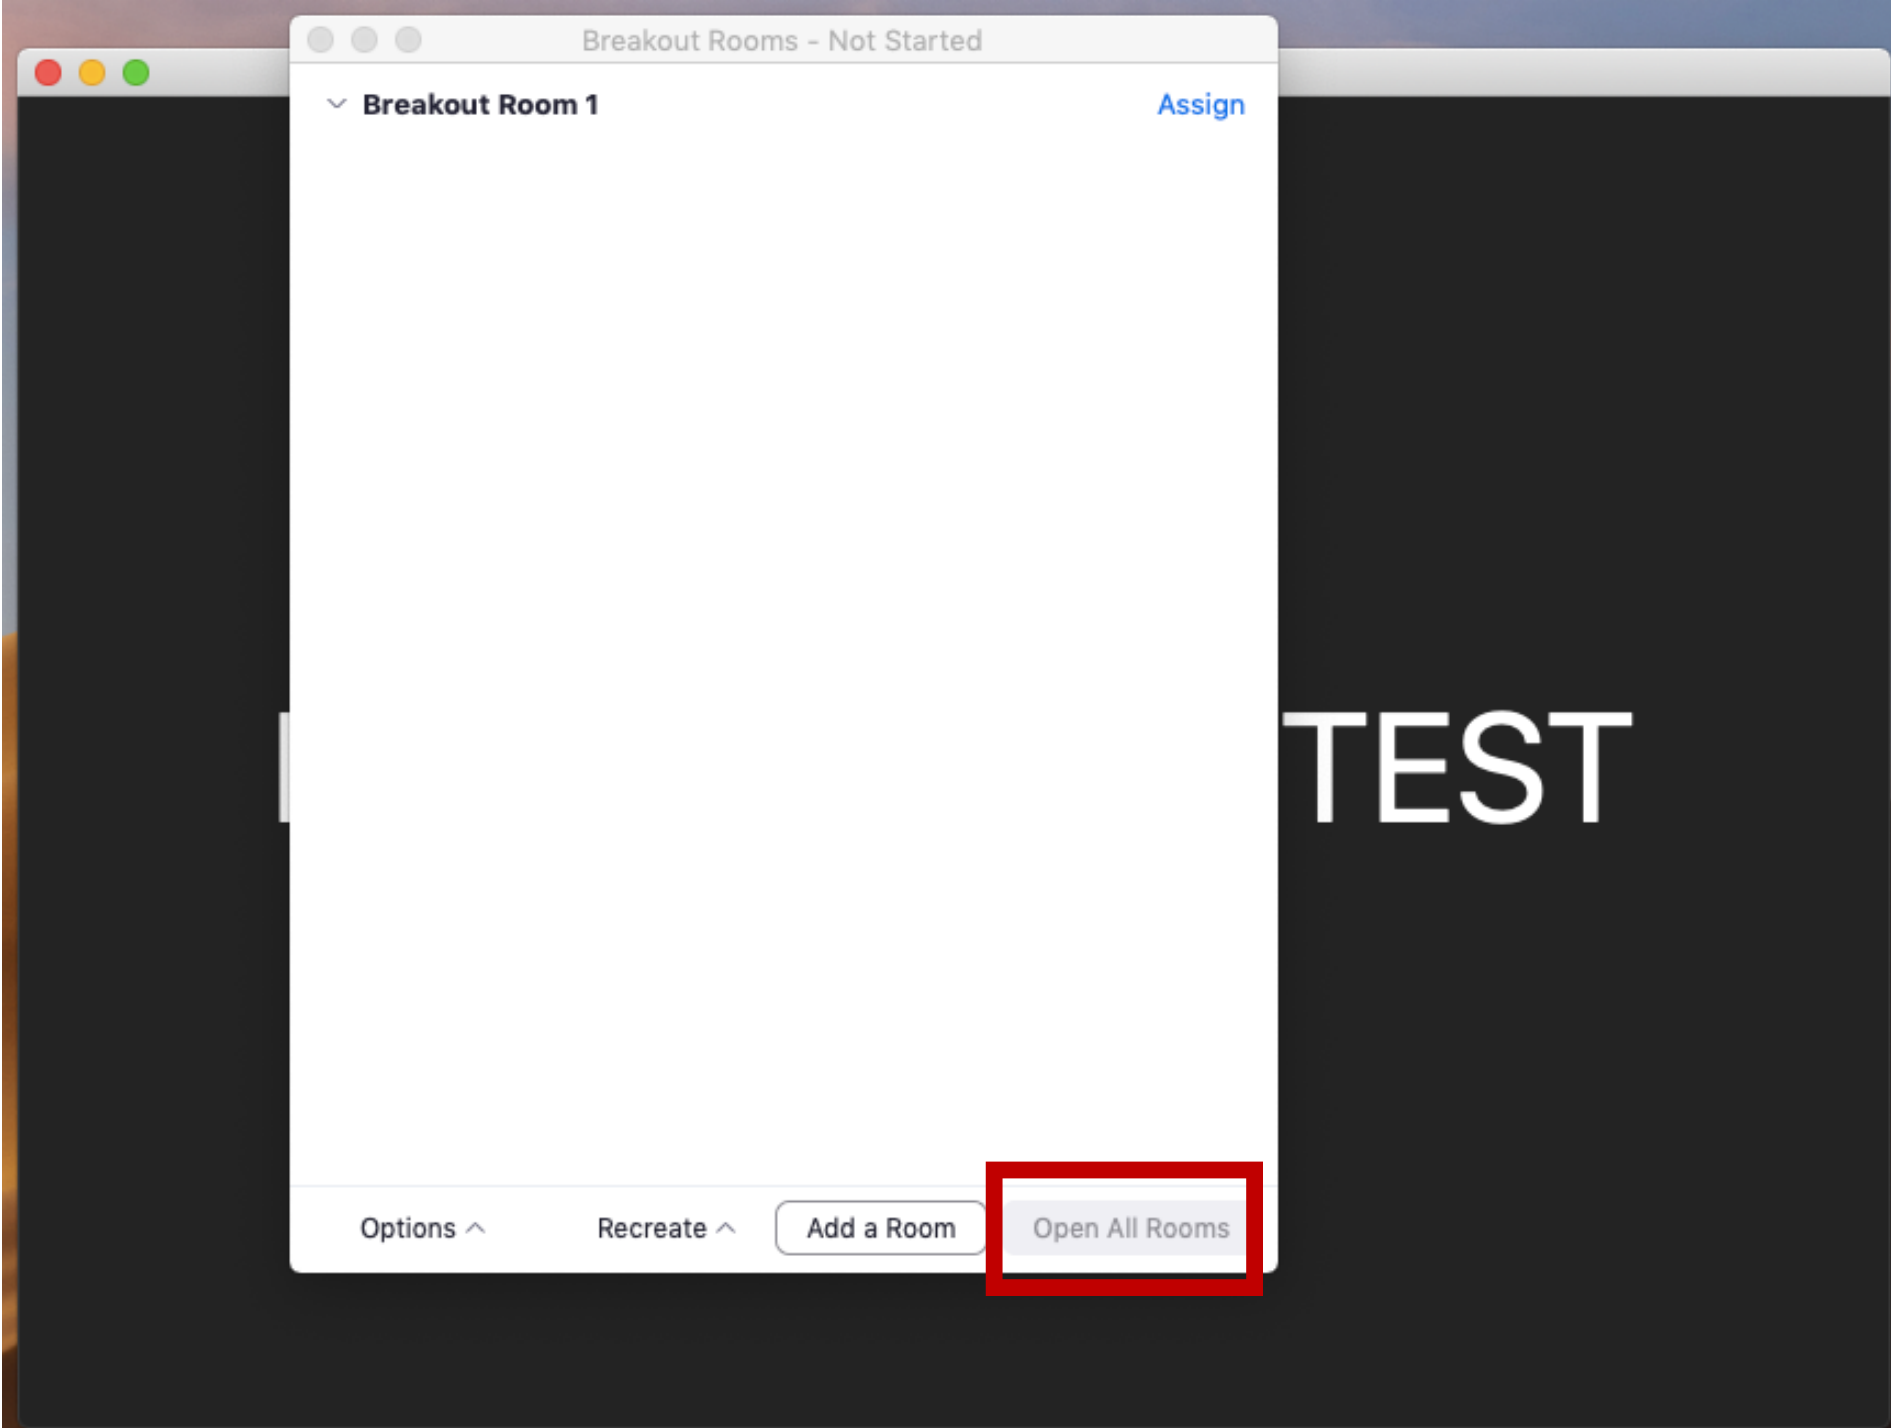 Breakout Rooms - Not Started
Breakout Room 1
Assign
TEST
Options
Recreate
Add a Room
Open All Rooms